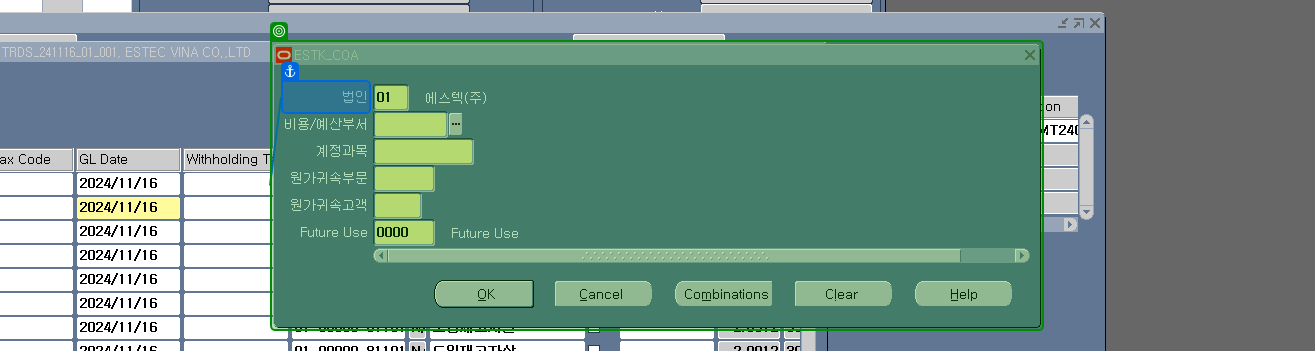 TRDS_241116_01_001, ESTEC VINA CO,.LTD
ESTK_COA
법인 01 에스텍(주)
비용/예산부서 ...
계정과목
원가귀속부문
원가귀속고객
Future Use 0000 Future Use
OK Cancel Combinations Clear Help
ax Code GL Date Withholding T
2024/11/16
2024/11/16
2024/11/16
2024/11/16
2024/11/16
2024/11/16
2024/11/16
2024/11/16
ion
MT240